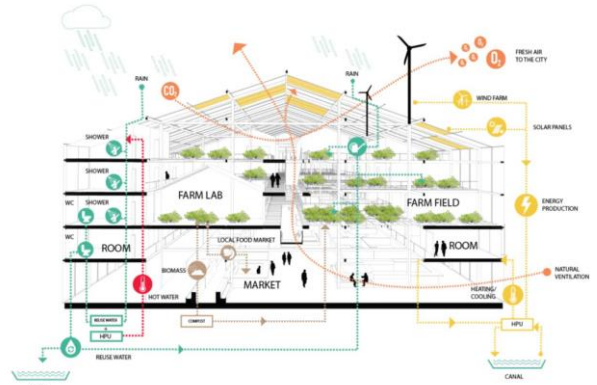 RAIN
CO₂
RAIN
O₂
FRESH AIR
TO THE CITY
WIND FARM
SOLAR PANELS
SHOWER
SHOWER
WC
SHOWER
WC
FARM LAB
FARM FIELD
ENERGY
PRODUCTION
ROOM
LOCAL FOOD MARKET
ROOM
BIOMASS
MARKET
NATURAL
VENTILATION
HOT WATER
HEATING/
COOLING
REUSE WATER
+
HPU
COMPOST
HPU
REUSE WATER
CANAL